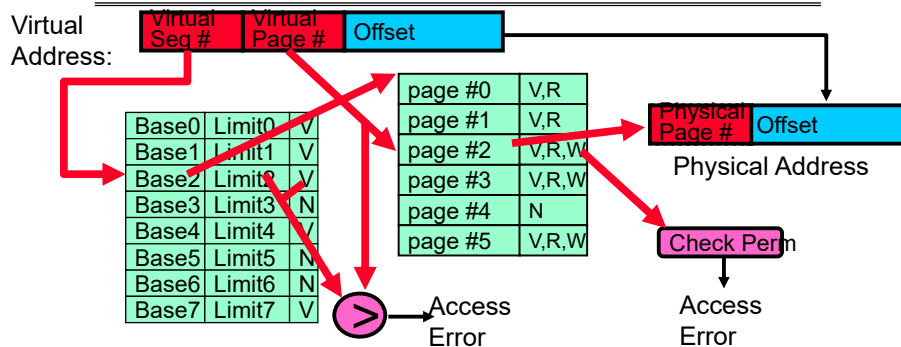 Virtual
Address:
Virtual
Seg #
Virtual
Page #
Offset
page #0 V,R
page #1 V,R
page #2 V,R,W
page #3 V,R,W
page #4 N
page #5 V,R,W
Physical
Page #
Offset
Physical Address
Base0 Limit0 V
Base1 Limit1 V
Base2 Limit2 V
Base3 Limit3 N
Base4 Limit4 V
Base5 Limit5 N
Base6 Limit6 N
Base7 Limit7 V
>
Access
Error
Check Perm
Access
Error